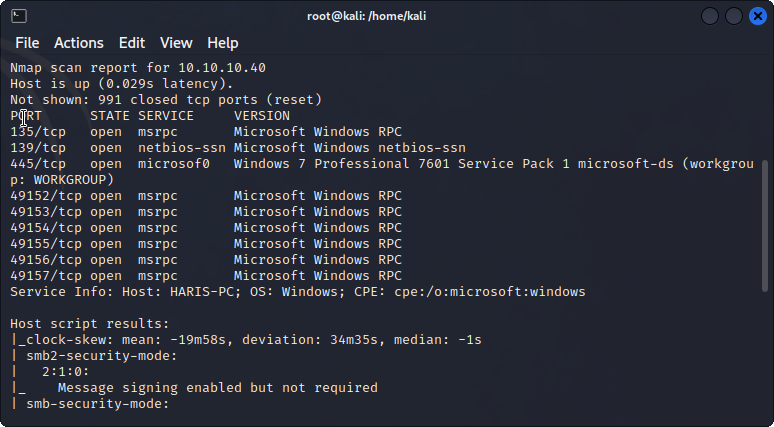 root@kali: /home/kali
File Actions Edit View Help
Nmap scan report for 10.10.10.40
Host is up (0.029s latency).
Not shown: 991 closed tcp ports (reset)
PORT      STATE SERVICE     VERSION
135/tcp   open  msrpc       Microsoft Windows RPC
139/tcp   open  netbios-ssn Microsoft Windows netbios-ssn
445/tcp   open  microsof0   Windows 7 Professional 7601 Service Pack 1 microsoft-ds (workgrou
p: WORKGROUP)
49152/tcp open  msrpc       Microsoft Windows RPC
49153/tcp open  msrpc       Microsoft Windows RPC
49154/tcp open  msrpc       Microsoft Windows RPC
49155/tcp open  msrpc       Microsoft Windows RPC
49156/tcp open  msrpc       Microsoft Windows RPC
49157/tcp open  msrpc       Microsoft Windows RPC
Service Info: Host: HARIS-PC; OS: Windows; CPE: cpe:/o:microsoft:windows
Host script results:
|_clock-skew: mean: -19m58s, deviation: 34m35s, median: -1s
| smb2-security-mode:
|   2:1:0:
|_    Message signing enabled but not required
| smb-security-mode: